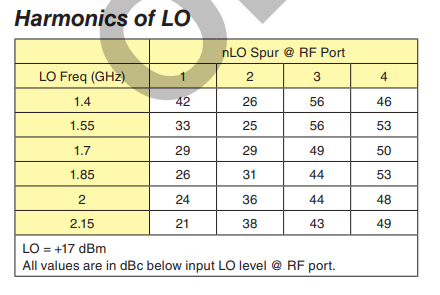 Harmonics of LO
nLO Spur @ RF Port
LO Freq (GHz) 1 2 3 4
1.4 42 26 56 46
1.55 33 25 56 53
1.7 29 29 49 50
1.85 26 31 44 53
2 24 36 44 48
2.15 21 38 43 49
LO = +17 dBm
All values are in dBc below input LO level @ RF port.